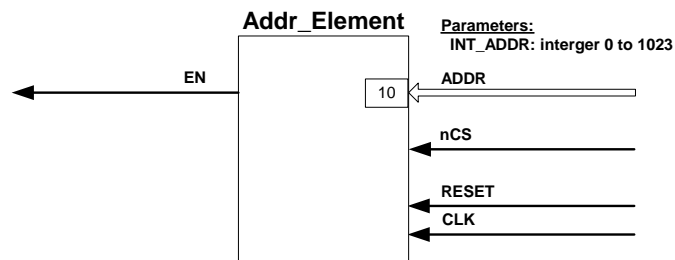 Addr_Element
Parameters:
INT_ADDR: interger 0 to 1023
EN
10
ADDR
nCS
RESET
CLK